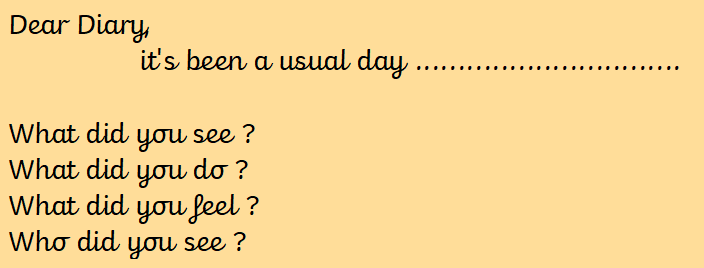 Dear Diary,
it's been a usual day ................................
What did you see ?
What did you do ?
What did you feel ?
Who did you see ?